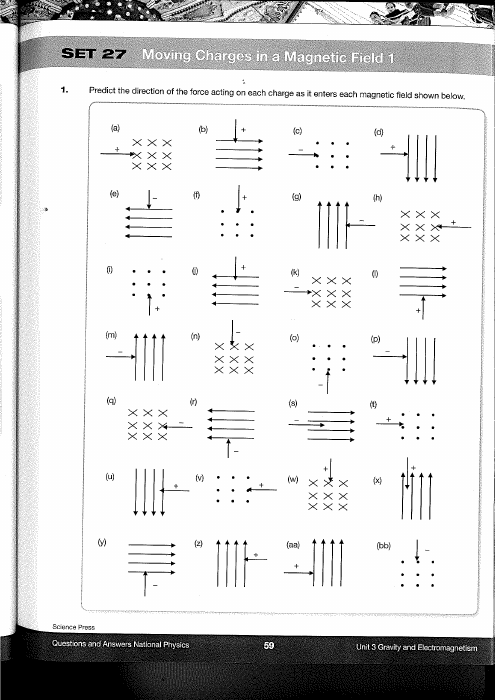 SET 27 Moving Charges in a Magnetic Field 1
1. Predict the direction of the force acting on each charge as it enters each magnetic field shown below.
(a) (b) (c) (d)
+ + − +
(e) (f) (g) (h)
− + − +
(i) (j) (k) (l)
+ + − +
(m) (n) (o) (p)
− − − −
(q) (r) (s) (t)
− − − +
(u) (v) (w) (x)
+ + + +
(y) (z) (aa) (bb)
− + + −
Science Press
Questions and Answers National Physics 59 Unit 3 Gravity and Electromagnetism